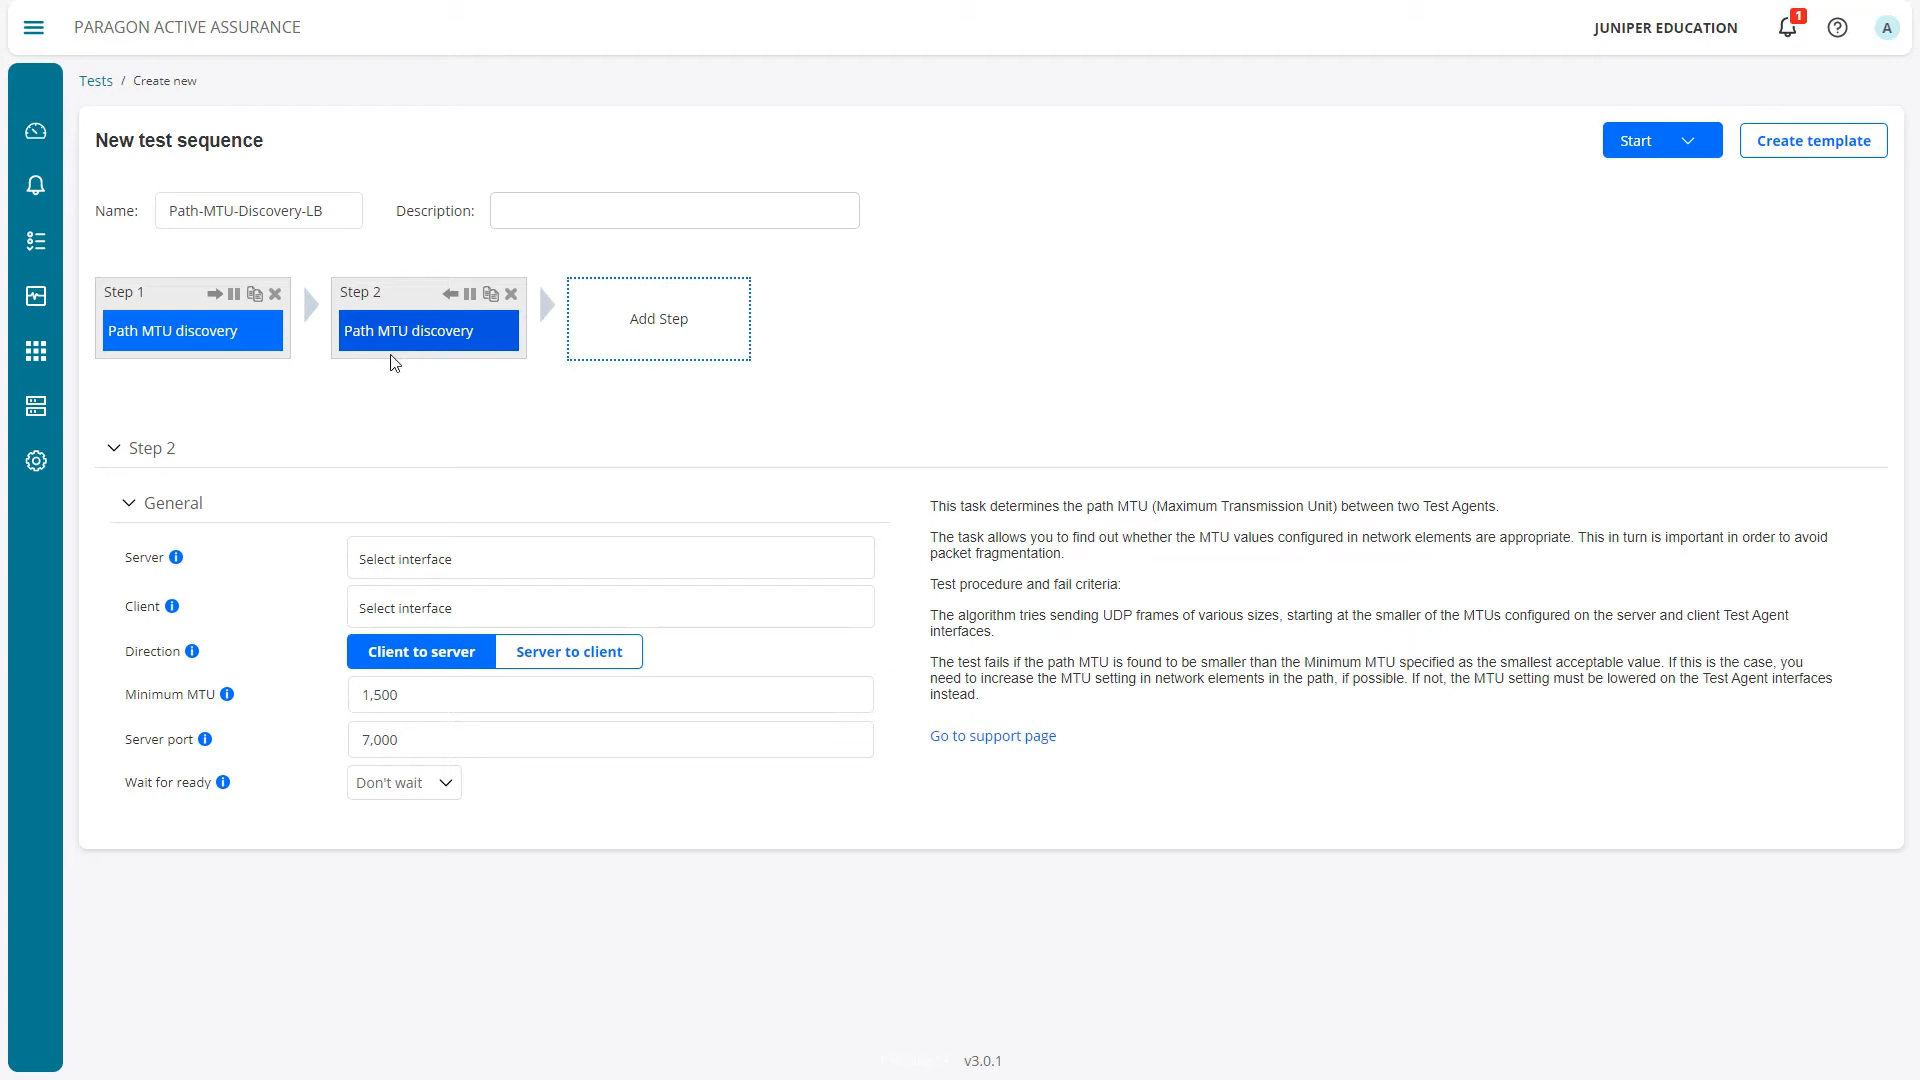 PARAGON ACTIVE ASSURANCE
JUNIPER EDUCATION
1
A
Tests / Create new
New test sequence
Start
Create template
Name:
Path-MTU-Discovery-LB
Description:
Step 1
Path MTU discovery
Step 2
Path MTU discovery
Add Step
Step 2
General
Server
Select interface
Client
Select interface
Direction
Client to server
Server to client
Minimum MTU
1,500
Server port
7,000
Wait for ready
Don't wait
This task determines the path MTU (Maximum Transmission Unit) between two Test Agents.
The task allows you to find out whether the MTU values configured in network elements are appropriate. This in turn is important in order to avoid
packet fragmentation.
Test procedure and fail criteria:
The algorithm tries sending UDP frames of various sizes, starting at the smaller of the MTUs configured on the server and client Test Agent
interfaces.
The test fails if the path MTU is found to be smaller than the Minimum MTU specified as the smallest acceptable value. If this is the case, you
need to increase the MTU setting in network elements in the path, if possible. If not, the MTU setting must be lowered on the Test Agent interfaces
instead.
Go to support page
v3.0.1